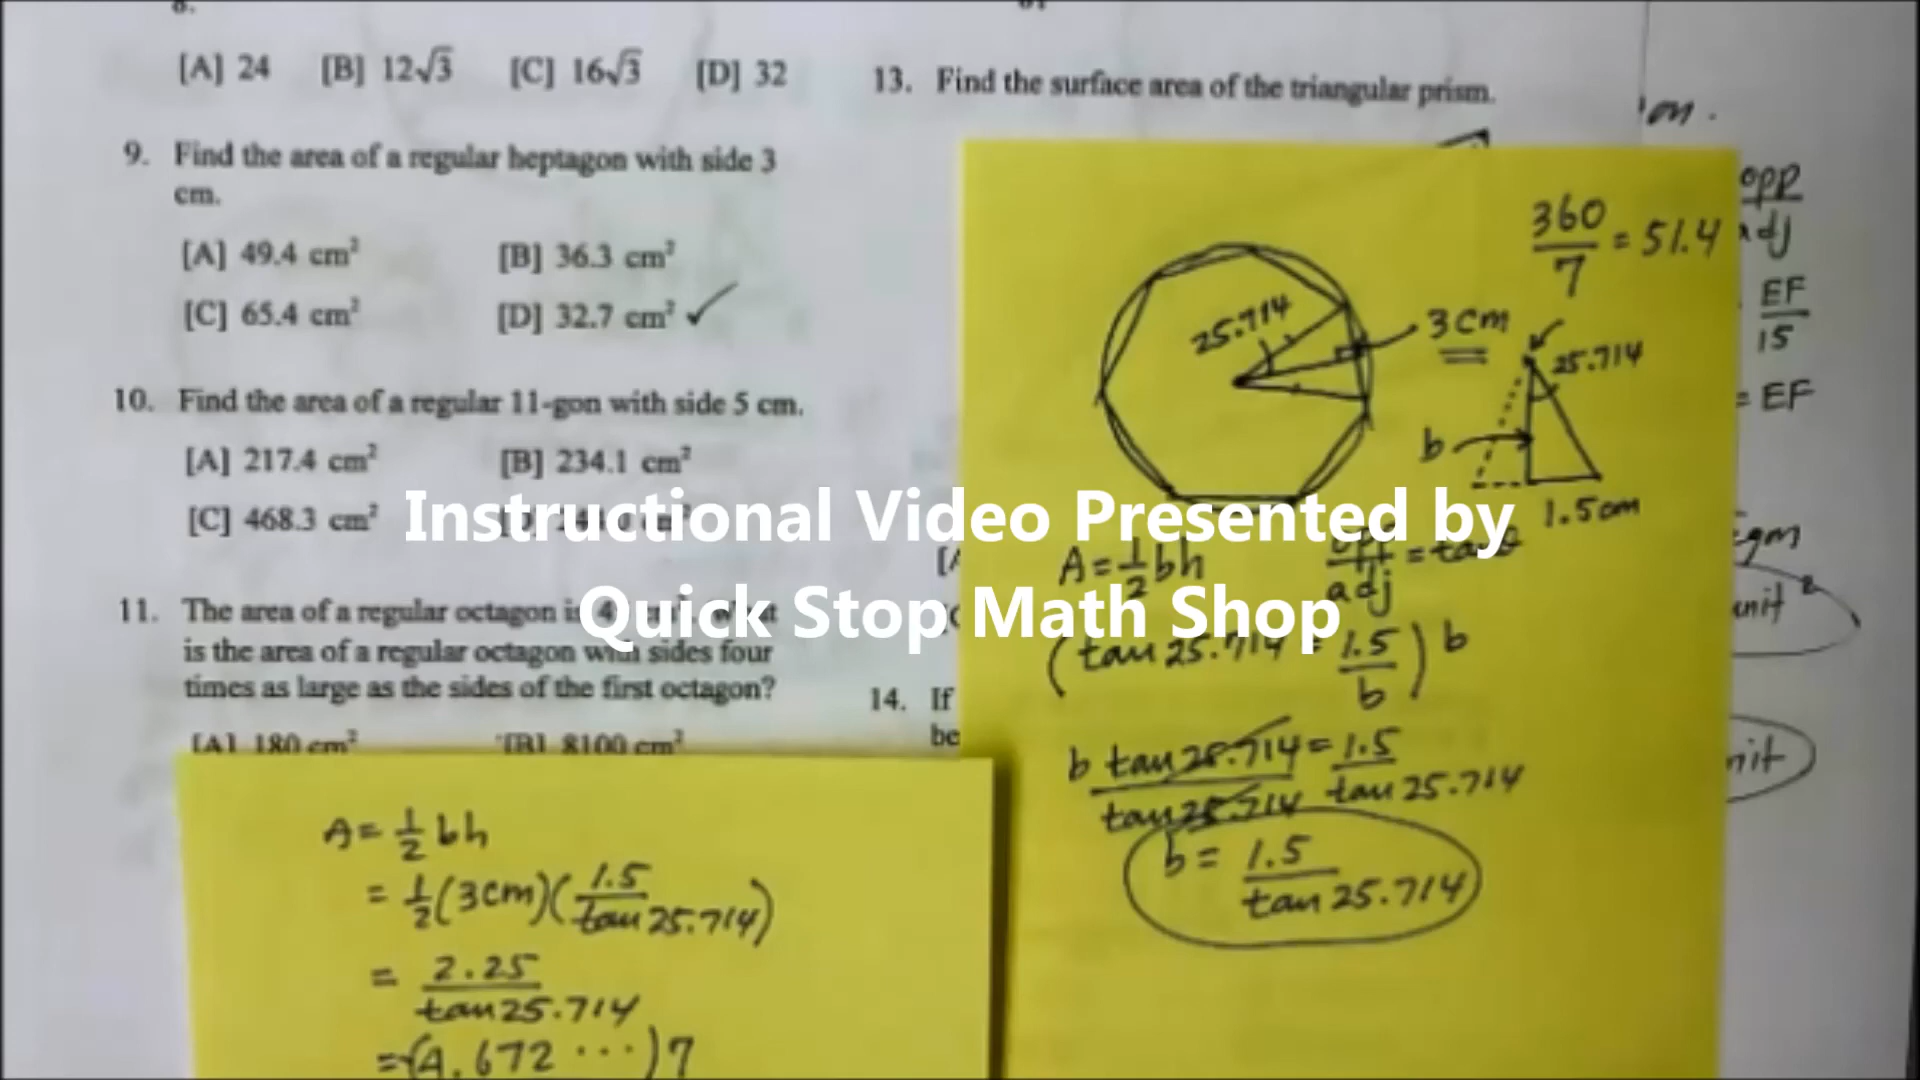 8.
[A] 24 [B] 12√3 [C] 16√3 [D] 32
9. Find the area of a regular heptagon with side 3
cm.
[A] 49.4 cm² [B] 36.3 cm²
[C] 65.4 cm² [D] 32.7 cm² ✓
10. Find the area of a regular 11-gon with side 5 cm.
[A] 217.4 cm² [B] 234.1 cm²
[C] 468.3 cm²
11. The area of a regular octagon is
is the area of a regular octagon with sides four
times as large as the sides of the first octagon?
[A] 180 cm² [B] 8100 cm²
A = 1/2 bh
= 1/2 (3cm)(1.5/tan 25.714)
= 2.25/tan 25.714
= (4.672 ...)7
13. Find the surface area of the triangular prism.
14. If
be
360/7 = 51.4
25.714
3cm
25.714
b
1.5cm
A = 1/2 bh
opp/adj = tan θ
(tan 25.714 = 1.5/b) b
b tan 25.714/tan 25.714 = 1.5/tan 25.714
b = 1.5/tan 25.714
opp
adj
EF/15
= EF
Instructional Video Presented by
Quick Stop Math Shop